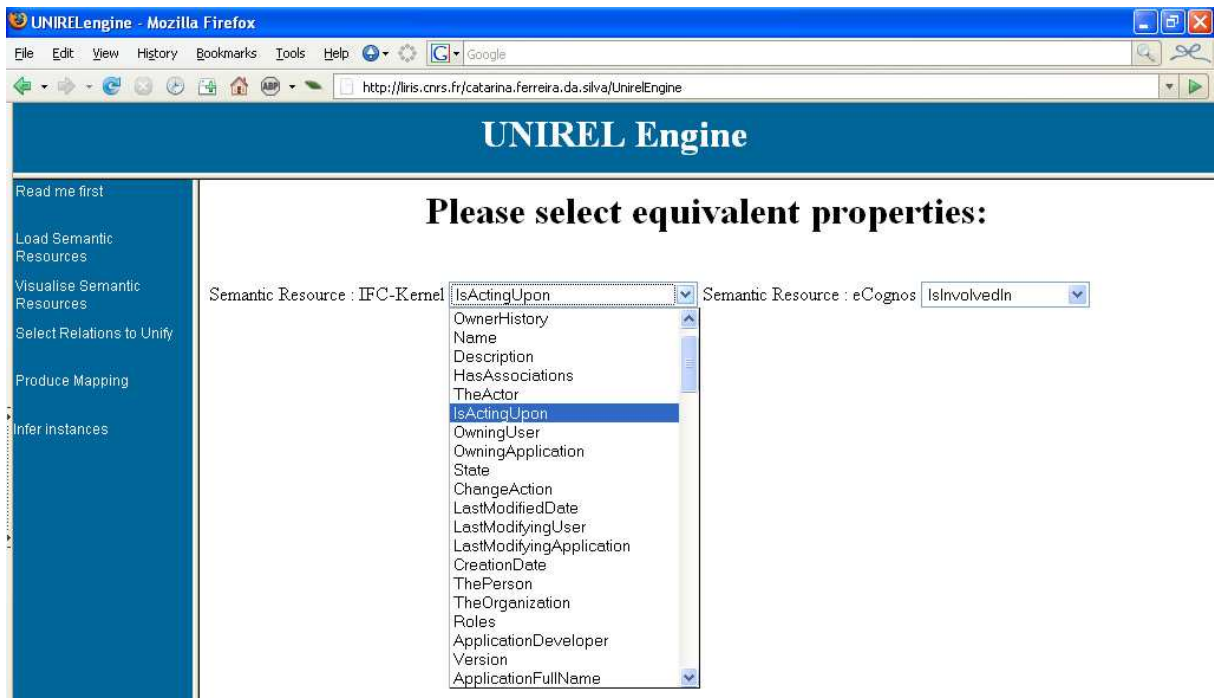 UNIRELengine - Mozilla Firefox
File Edit View History Bookmarks Tools Help G Google
ABP http://liris.cnrs.fr/catarina.ferreira.da.silva/UnirelEngine
UNIREL Engine
Read me first
Load Semantic
Resources
Visualise Semantic
Resources
Select Relations to Unify
Produce Mapping
Infer instances
Please select equivalent properties:
Semantic Resource : IFC-Kernel IsActingUpon Semantic Resource : eCognos IsInvolvedIn
OwnerHistory
Name
Description
HasAssociations
TheActor
IsActingUpon
OwningUser
OwningApplication
State
ChangeAction
LastModifiedDate
LastModifyingUser
LastModifyingApplication
CreationDate
ThePerson
TheOrganization
Roles
ApplicationDeveloper
Version
ApplicationFullName